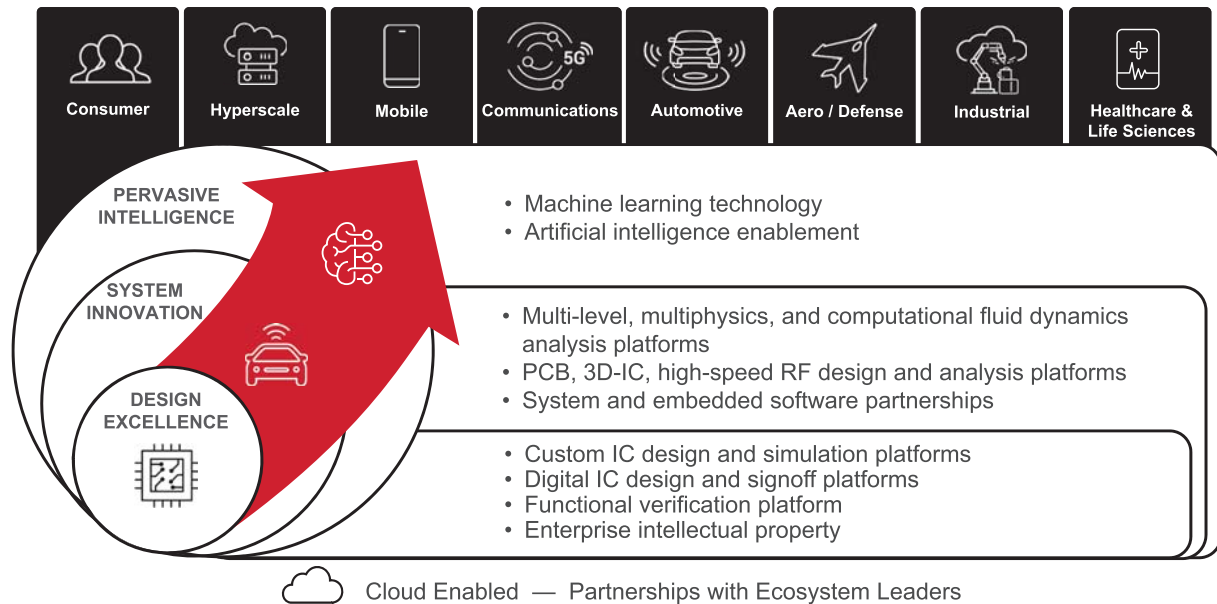 Consumer
Hyperscale
Mobile
5G
Communications
Automotive
Aero / Defense
Industrial
Healthcare &
Life Sciences
PERVASIVE
INTELLIGENCE
• Machine learning technology
• Artificial intelligence enablement
SYSTEM
INNOVATION
• Multi-level, multiphysics, and computational fluid dynamics
analysis platforms
• PCB, 3D-IC, high-speed RF design and analysis platforms
• System and embedded software partnerships
DESIGN
EXCELLENCE
• Custom IC design and simulation platforms
• Digital IC design and signoff platforms
• Functional verification platform
• Enterprise intellectual property
Cloud Enabled — Partnerships with Ecosystem Leaders